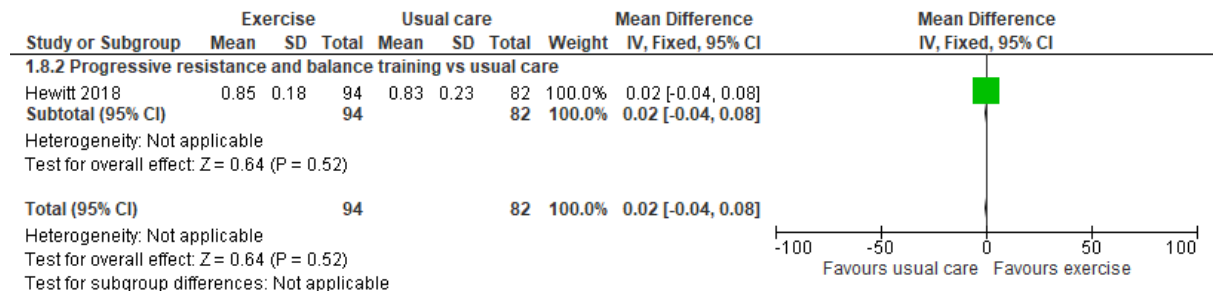 Exercise Usual care Mean Difference Mean Difference
Study or Subgroup Mean SD Total Mean SD Total Weight IV, Fixed, 95% CI IV, Fixed, 95% CI
1.8.2 Progressive resistance and balance training vs usual care
Hewitt 2018 0.85 0.18 94 0.83 0.23 82 100.0% 0.02 [-0.04, 0.08]
Subtotal (95% CI) 94 82 100.0% 0.02 [-0.04, 0.08]
Heterogeneity: Not applicable
Test for overall effect: Z = 0.64 (P = 0.52)
Total (95% CI) 94 82 100.0% 0.02 [-0.04, 0.08]
Heterogeneity: Not applicable
Test for overall effect: Z = 0.64 (P = 0.52)
Test for subgroup differences: Not applicable
-100 -50 0 50 100
Favours usual care Favours exercise